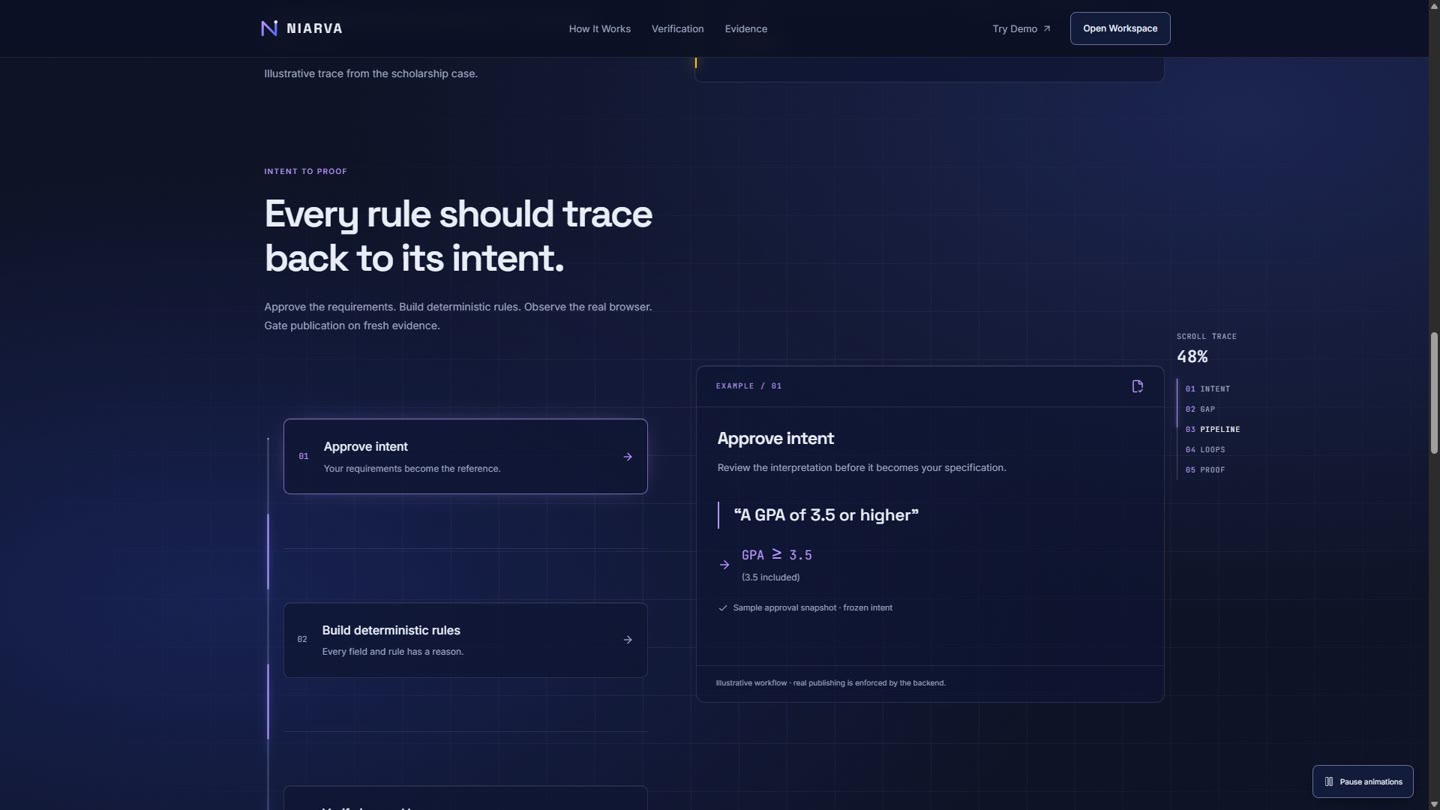 NIARVA
How It Works
Verification
Evidence
Try Demo
Open Workspace
Illustrative trace from the scholarship case.
INTENT TO PROOF
Every rule should trace
back to its intent.
Approve the requirements. Build deterministic rules. Observe the real browser.
Gate publication on fresh evidence.
01
Approve intent
Your requirements become the reference.
02
Build deterministic rules
Every field and rule has a reason.
EXAMPLE / 01
Approve intent
Review the interpretation before it becomes your specification.
“A GPA of 3.5 or higher”
GPA ≥ 3.5
(3.5 included)
Sample approval snapshot · frozen intent
Illustrative workflow · real publishing is enforced by the backend.
SCROLL TRACE
48%
01 INTENT
02 GAP
03 PIPELINE
04 LOOPS
05 PROOF
Pause animations